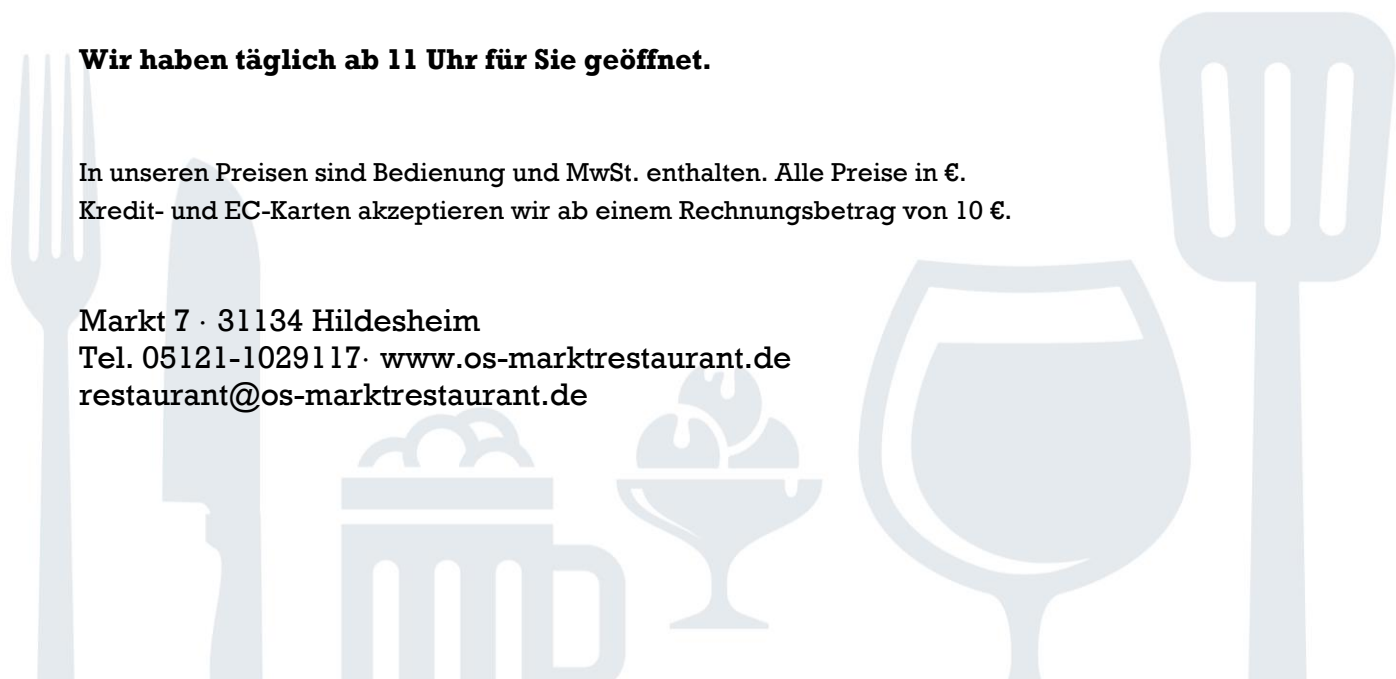 Wir haben täglich ab 11 Uhr für Sie geöffnet.
In unseren Preisen sind Bedienung und MwSt. enthalten. Alle Preise in €.
Kredit- und EC-Karten akzeptieren wir ab einem Rechnungsbetrag von 10 €.
Markt 7 · 31134 Hildesheim
Tel. 05121-1029117· www.os-marktrestaurant.de
restaurant@os-marktrestaurant.de